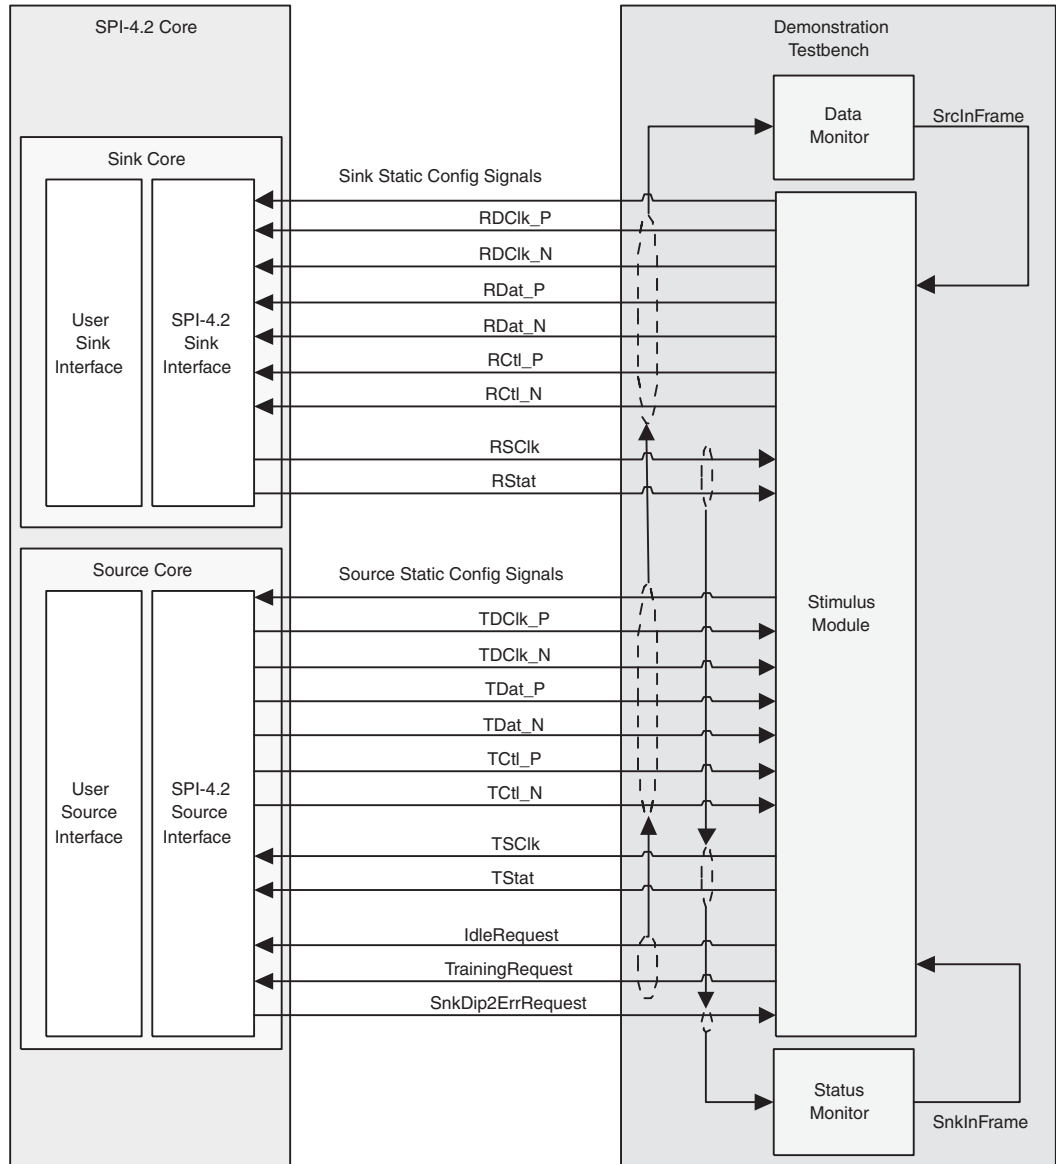 SPI-4.2 Core
Demonstration
Testbench
Data
Monitor
SrcInFrame
Sink Core
Sink Static Config Signals
RDClk_P
RDClk_N
RDat_P
RDat_N
RCtl_P
RCtl_N
RSClk
RStat
User
Sink
Interface
SPI-4.2
Sink
Interface
Source Core
Source Static Config Signals
TDClk_P
TDClk_N
TDat_P
TDat_N
TCtl_P
TCtl_N
TSClk
TStat
IdleRequest
TrainingRequest
SnkDip2ErrRequest
User
Source
Interface
SPI-4.2
Source
Interface
Stimulus
Module
Status
Monitor
SnkInFrame